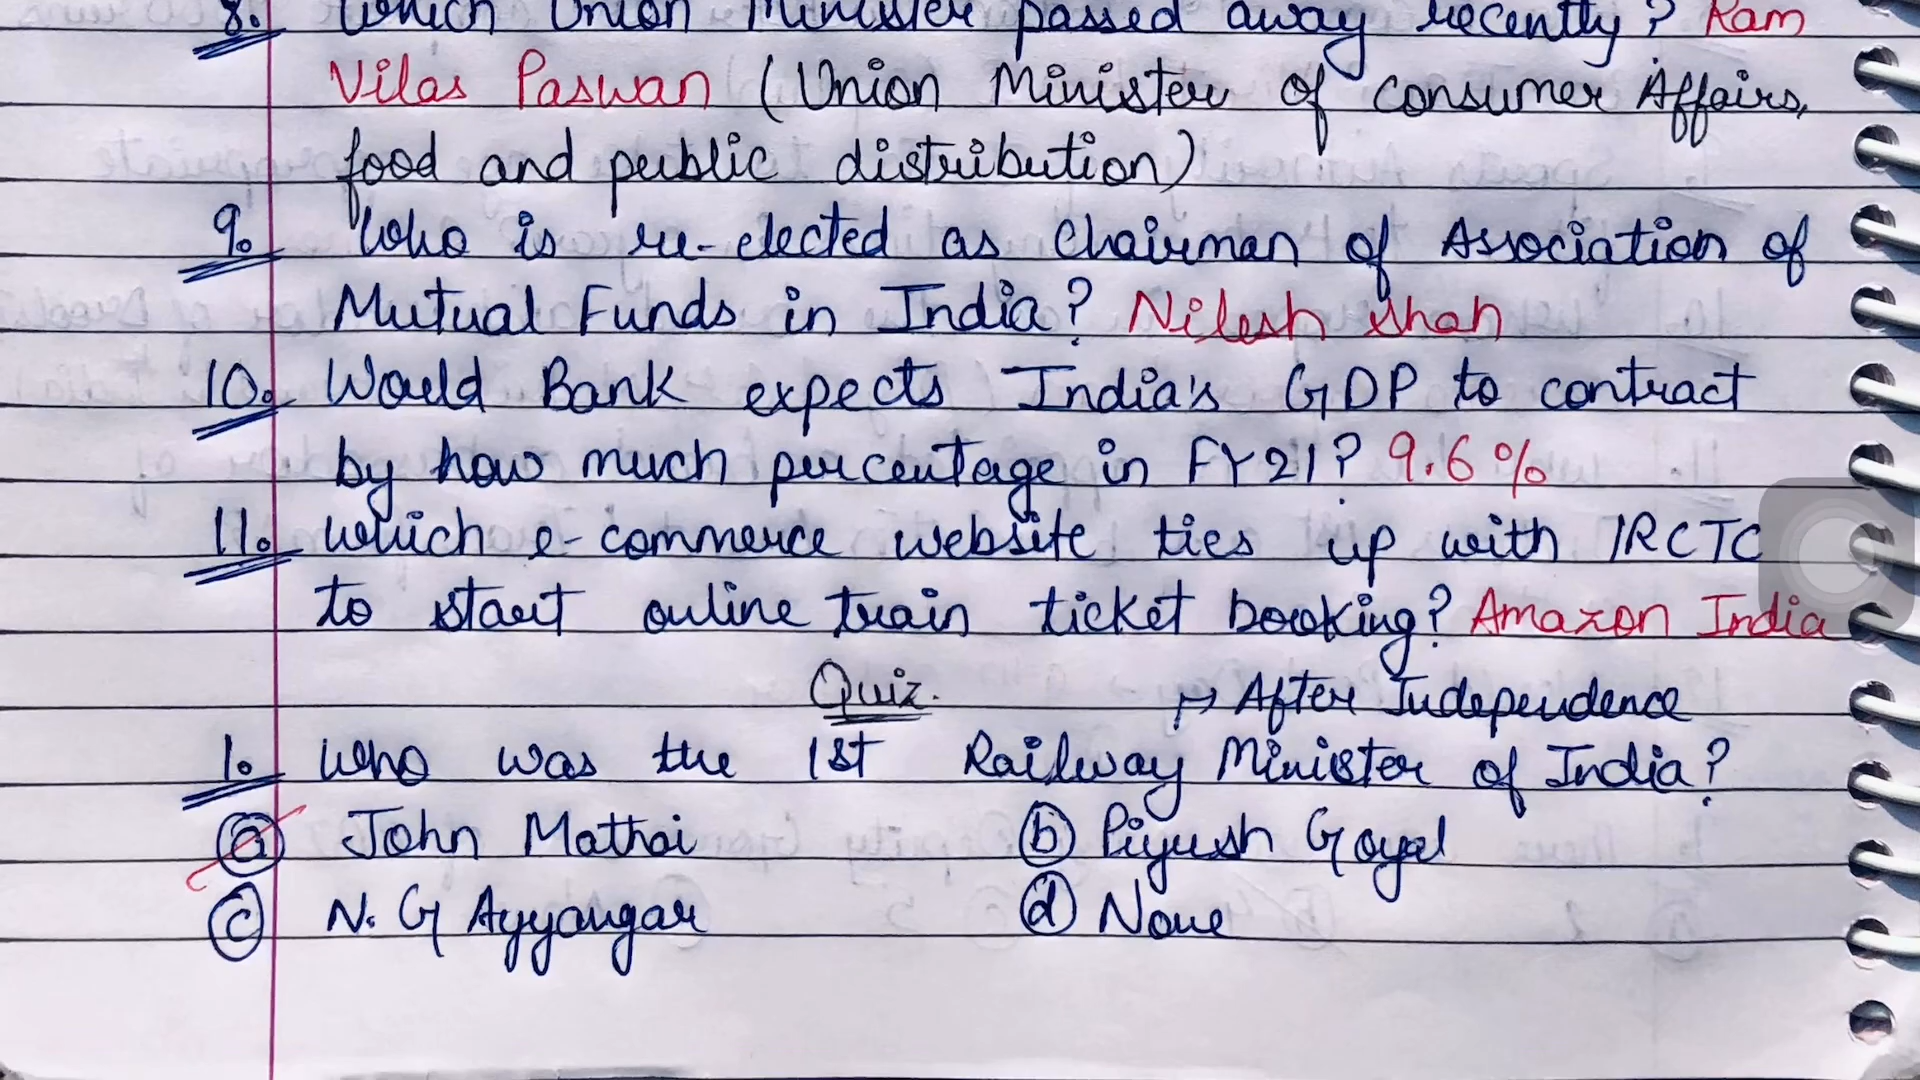 8. Which Union Minister passed away recently? Ram
Vilas Paswan (Union Minister of consumer Affairs,
food and public distribution)
9. Who is re-elected as Chairman of Association of
Mutual Funds in India? Nilesh Shah
10. World Bank expects India's GDP to contract
by how much percentage in FY21? 9.6%
11. which e-commerce website ties up with IRCTC
to start online train ticket booking? Amazon India
Quiz. → After Independence
1. Who was the 1st Railway Minister of India?
(a) John Mathai (b) Piyush Goyal
(c) N. G Ayyangar (d) None